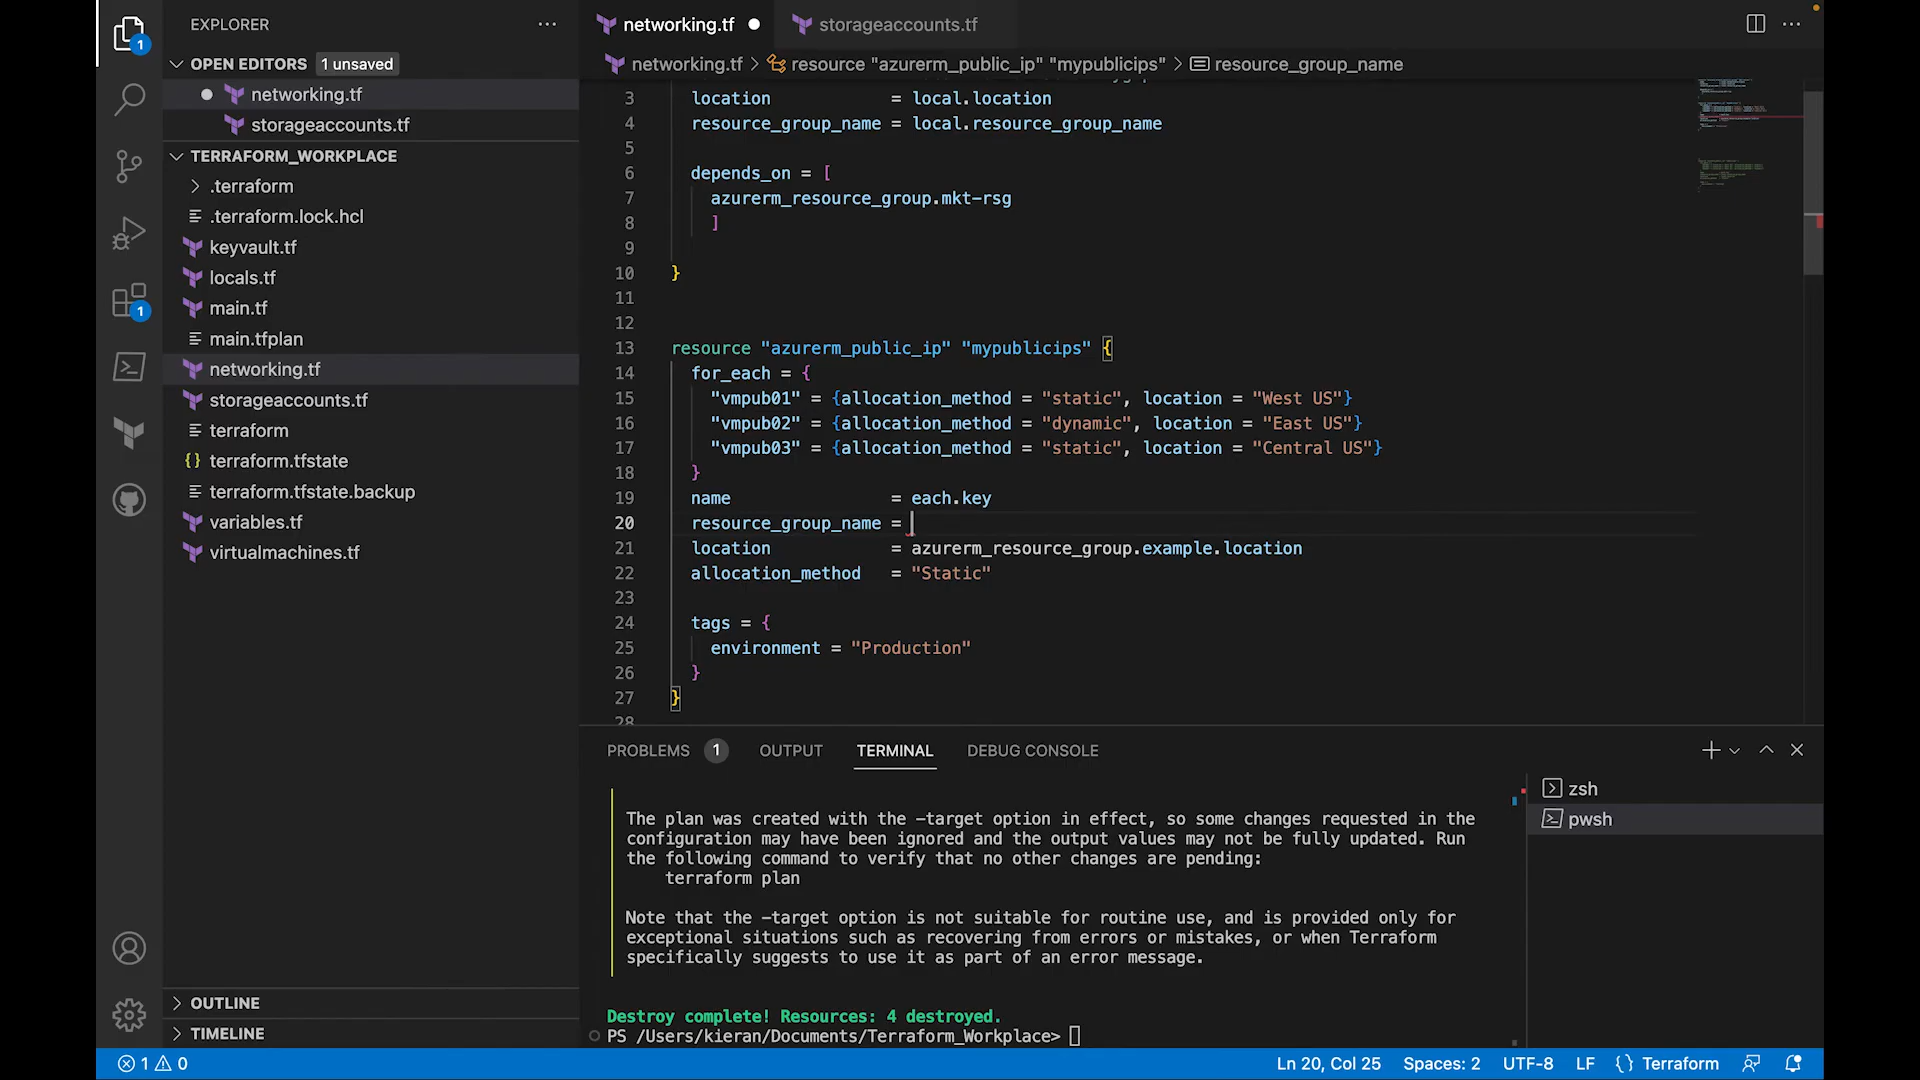 EXPLORER
OPEN EDITORS 1 unsaved
networking.tf
storageaccounts.tf
TERRAFORM_WORKPLACE
.terraform
.terraform.lock.hcl
keyvault.tf
locals.tf
main.tf
main.tfplan
networking.tf
storageaccounts.tf
terraform
terraform.tfstate
terraform.tfstate.backup
variables.tf
virtualmachines.tf
OUTLINE
TIMELINE
1
1
networking.tf
storageaccounts.tf
networking.tf > resource "azurerm_public_ip" "mypublicips" > resource_group_name
3 location = local.location
4 resource_group_name = local.resource_group_name
5
6 depends_on = [
7 azurerm_resource_group.mkt-rsg
8 ]
9
10 }
11
12
13 resource "azurerm_public_ip" "mypublicips" {
14 for_each = {
15 "vmpub01" = {allocation_method = "static", location = "West US"}
16 "vmpub02" = {allocation_method = "dynamic", location = "East US"}
17 "vmpub03" = {allocation_method = "static", location = "Central US"}
18 }
19 name = each.key
20 resource_group_name =
21 location = azurerm_resource_group.example.location
22 allocation_method = "Static"
23
24 tags = {
25 environment = "Production"
26 }
27 }
28
PROBLEMS 1 OUTPUT TERMINAL DEBUG CONSOLE
The plan was created with the -target option in effect, so some changes requested in the
configuration may have been ignored and the output values may not be fully updated. Run
the following command to verify that no other changes are pending:
terraform plan
Note that the -target option is not suitable for routine use, and is provided only for
exceptional situations such as recovering from errors or mistakes, or when Terraform
specifically suggests to use it as part of an error message.
Destroy complete! Resources: 4 destroyed.
PS /Users/kieran/Documents/Terraform_Workplace>
zsh
pwsh
1 0
Ln 20, Col 25 Spaces: 2 UTF-8 LF {} Terraform